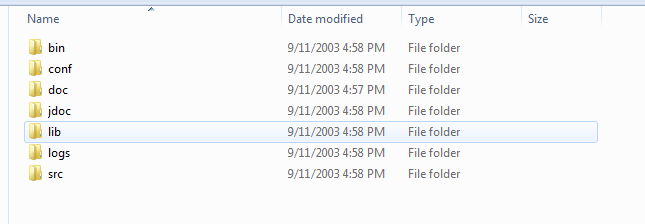 Name Date modified Type Size
bin 9/11/2003 4:58 PM File folder
conf 9/11/2003 4:58 PM File folder
doc 9/11/2003 4:57 PM File folder
jdoc 9/11/2003 4:58 PM File folder
lib 9/11/2003 4:58 PM File folder
logs 9/11/2003 4:58 PM File folder
src 9/11/2003 4:58 PM File folder